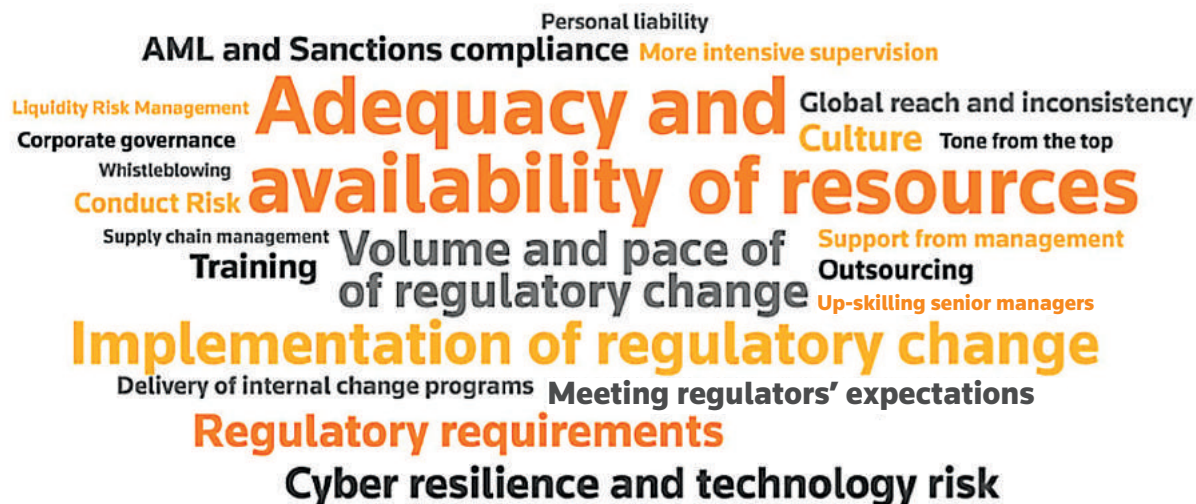 Personal liability
AML and Sanctions compliance More intensive supervision
Liquidity Risk Management Adequacy and Global reach and inconsistency
Corporate governance Culture Tone from the top
Whistleblowing availability of resources
Conduct Risk
Supply chain management Volume and pace of Support from management
Training of regulatory change Outsourcing
Up-skilling senior managers
Implementation of regulatory change
Delivery of internal change programs Meeting regulators’ expectations
Regulatory requirements
Cyber resilience and technology risk